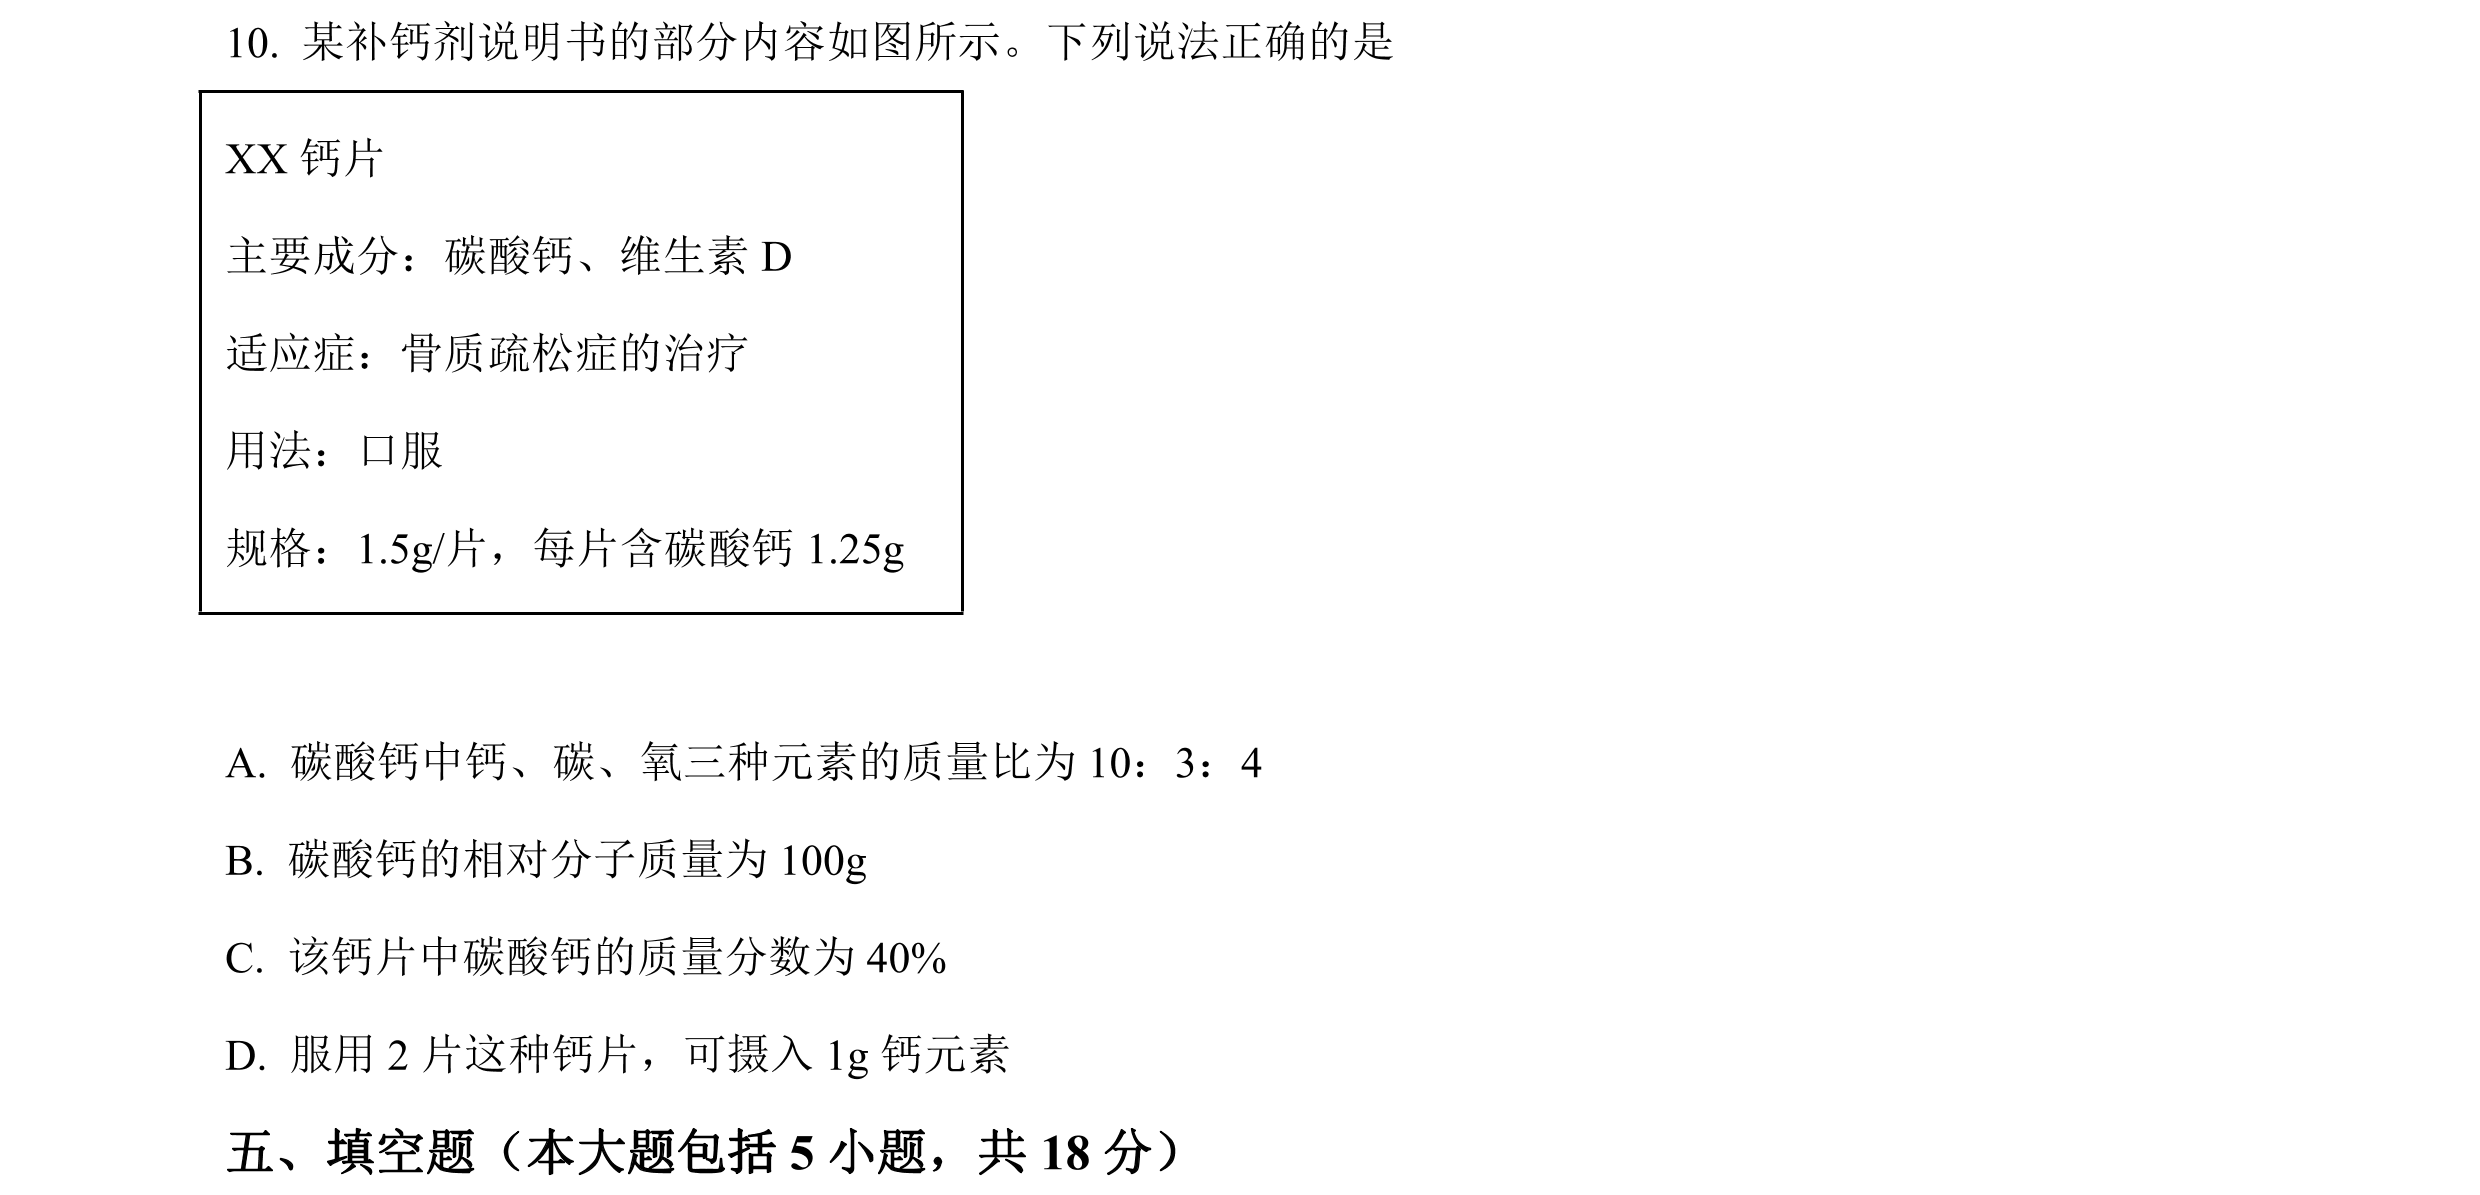 10. 某补钙剂说明书的部分内容如图所示。下列说法正确的是
XX 钙片
主要成分：碳酸钙、维生素 D
适应症：骨质疏松症的治疗
用法：口服
规格：1.5g/片，每片含碳酸钙 1.25g
A. 碳酸钙中钙、碳、氧三种元素的质量比为 10：3：4
B. 碳酸钙的相对分子质量为 100g
C. 该钙片中碳酸钙的质量分数为 40%
D. 服用 2 片这种钙片，可摄入 1g 钙元素
五、填空题（本大题包括 5 小题，共 18 分）